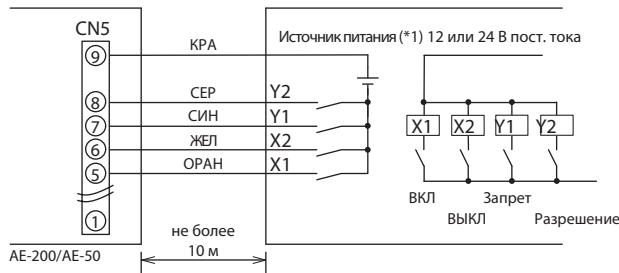 CN5
КРА
Источник питания (*1) 12 или 24 В пост. тока
9
8
СЕР
Y2
7
СИН
Y1
6
ЖЕЛ
X2
5
ОРАН
X1
1
X1
X2
Y1
Y2
ВКЛ
Запрет
ВЫКЛ
Разрешение
не более
10 м
AE-200/AE-50